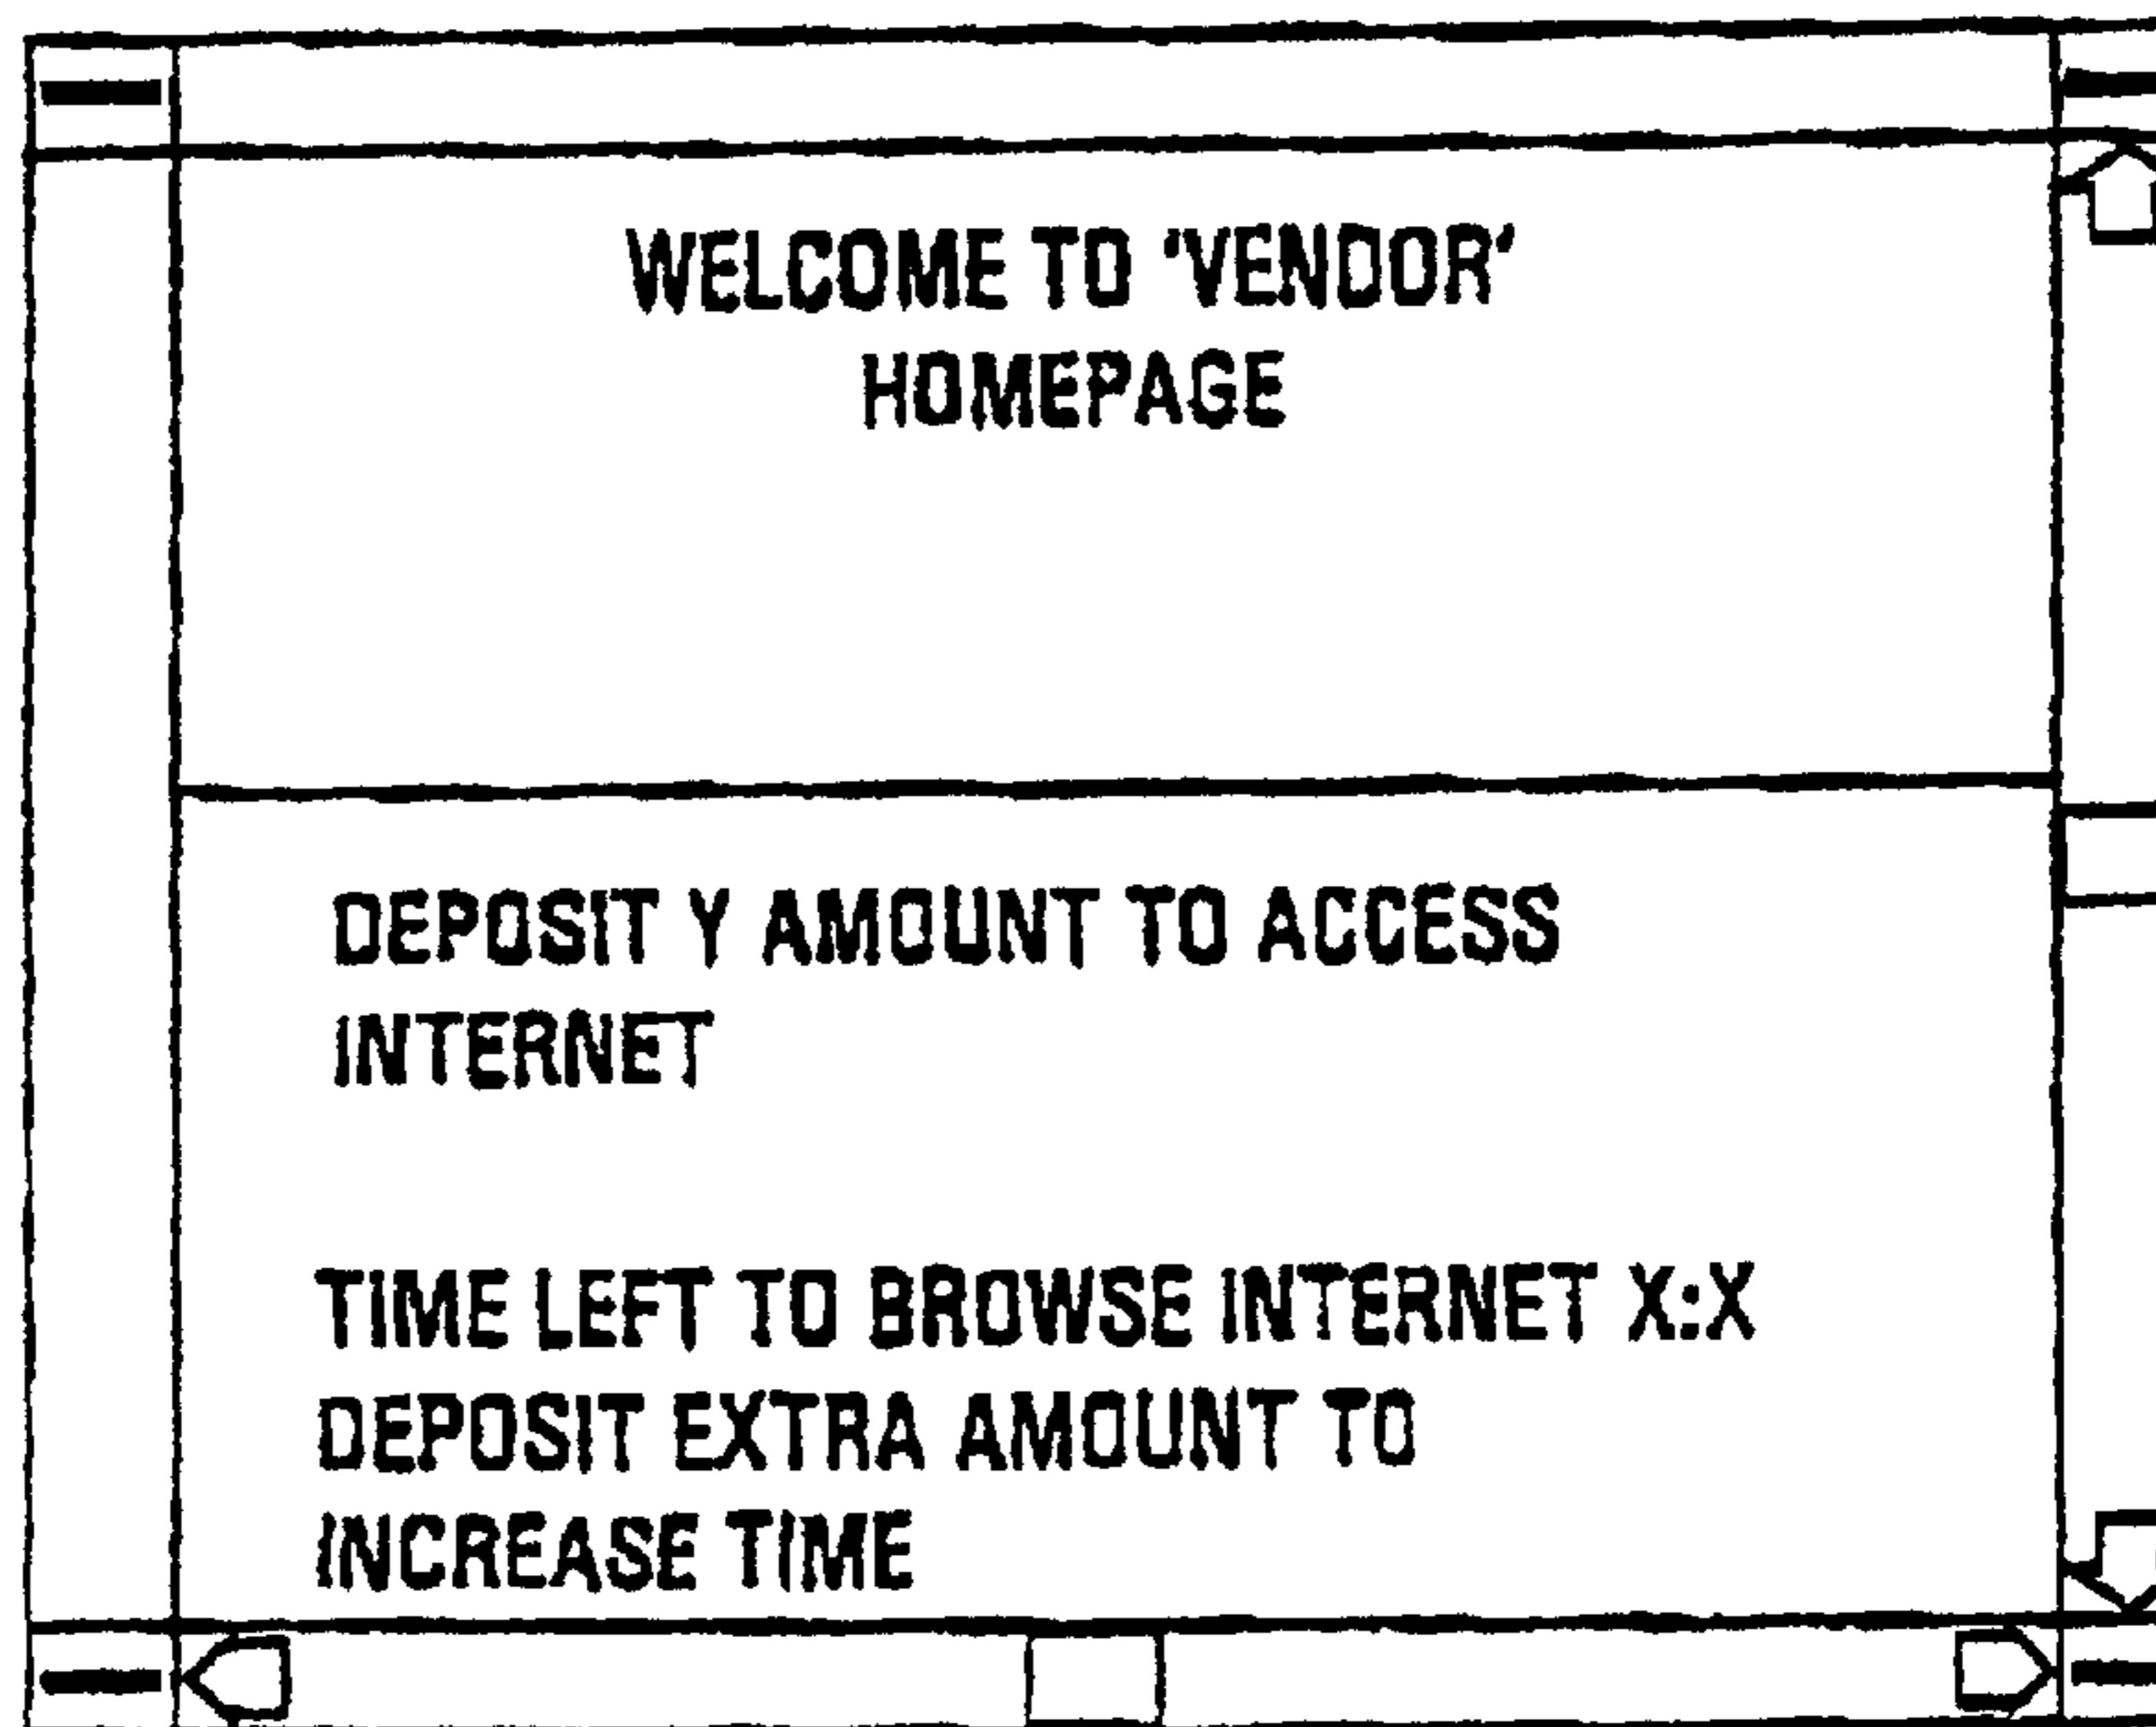 WELCOME TO 'VENDOR'
HOMEPAGE
DEPOSIT Y AMOUNT TO ACCESS
INTERNET
TIME LEFT TO BROWSE INTERNET X:X
DEPOSIT EXTRA AMOUNT TO
INCREASE TIME